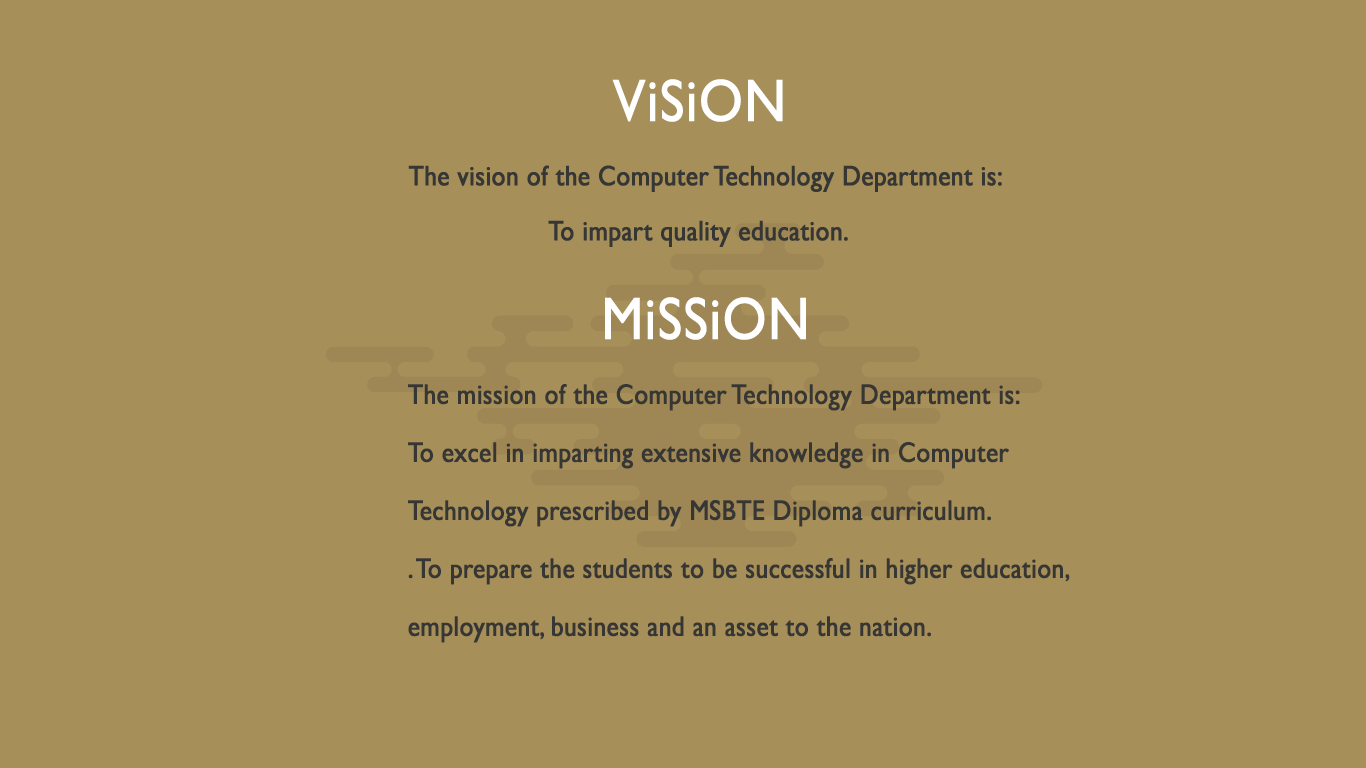 ViSiON
The vision of the Computer Technology Department is:
To impart quality education.
MiSSiON
The mission of the Computer Technology Department is:
To excel in imparting extensive knowledge in Computer
Technology prescribed by MSBTE Diploma curriculum.
. To prepare the students to be successful in higher education,
employment, business and an asset to the nation.